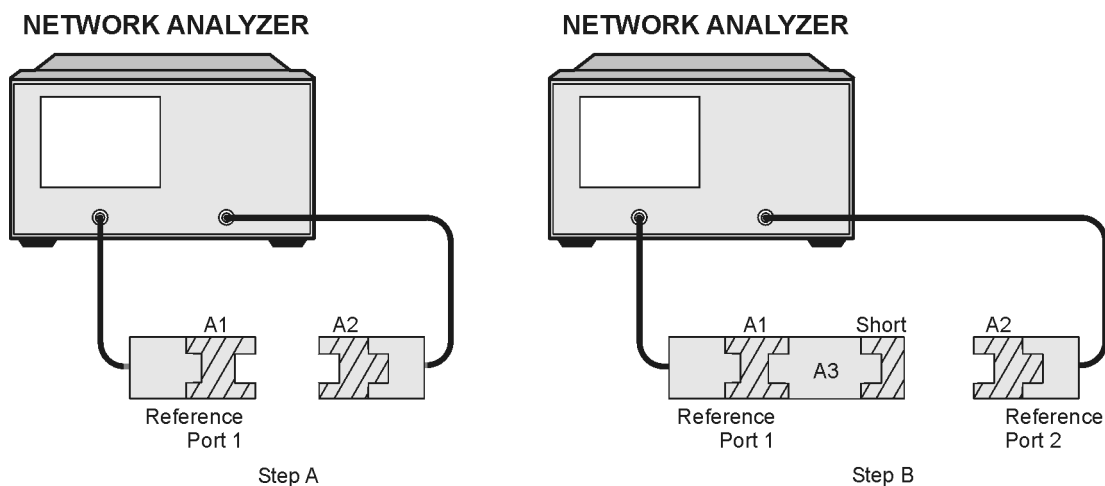 NETWORK ANALYZER
A1
A2
Reference
Port 1
Step A
NETWORK ANALYZER
A1
Short
A2
A3
Reference
Port 1
Reference
Port 2
Step B